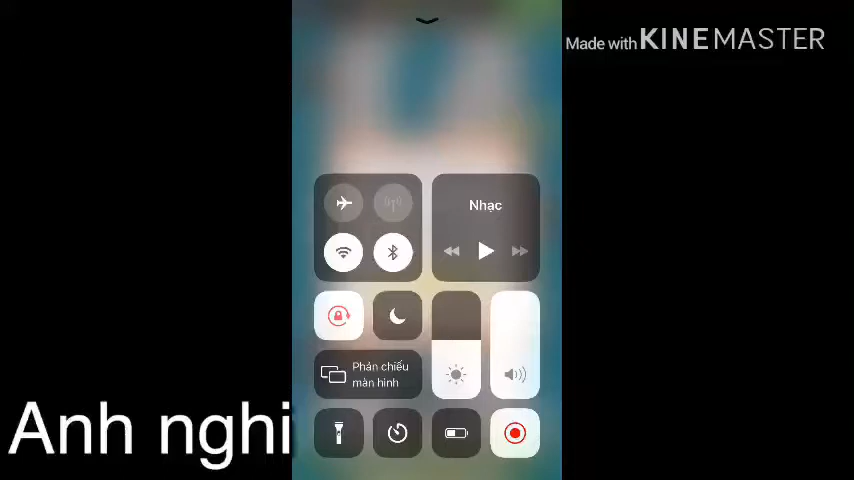 Made with KINEMASTER
Nhạc
Phản chiếu
màn hình
Anh nghi